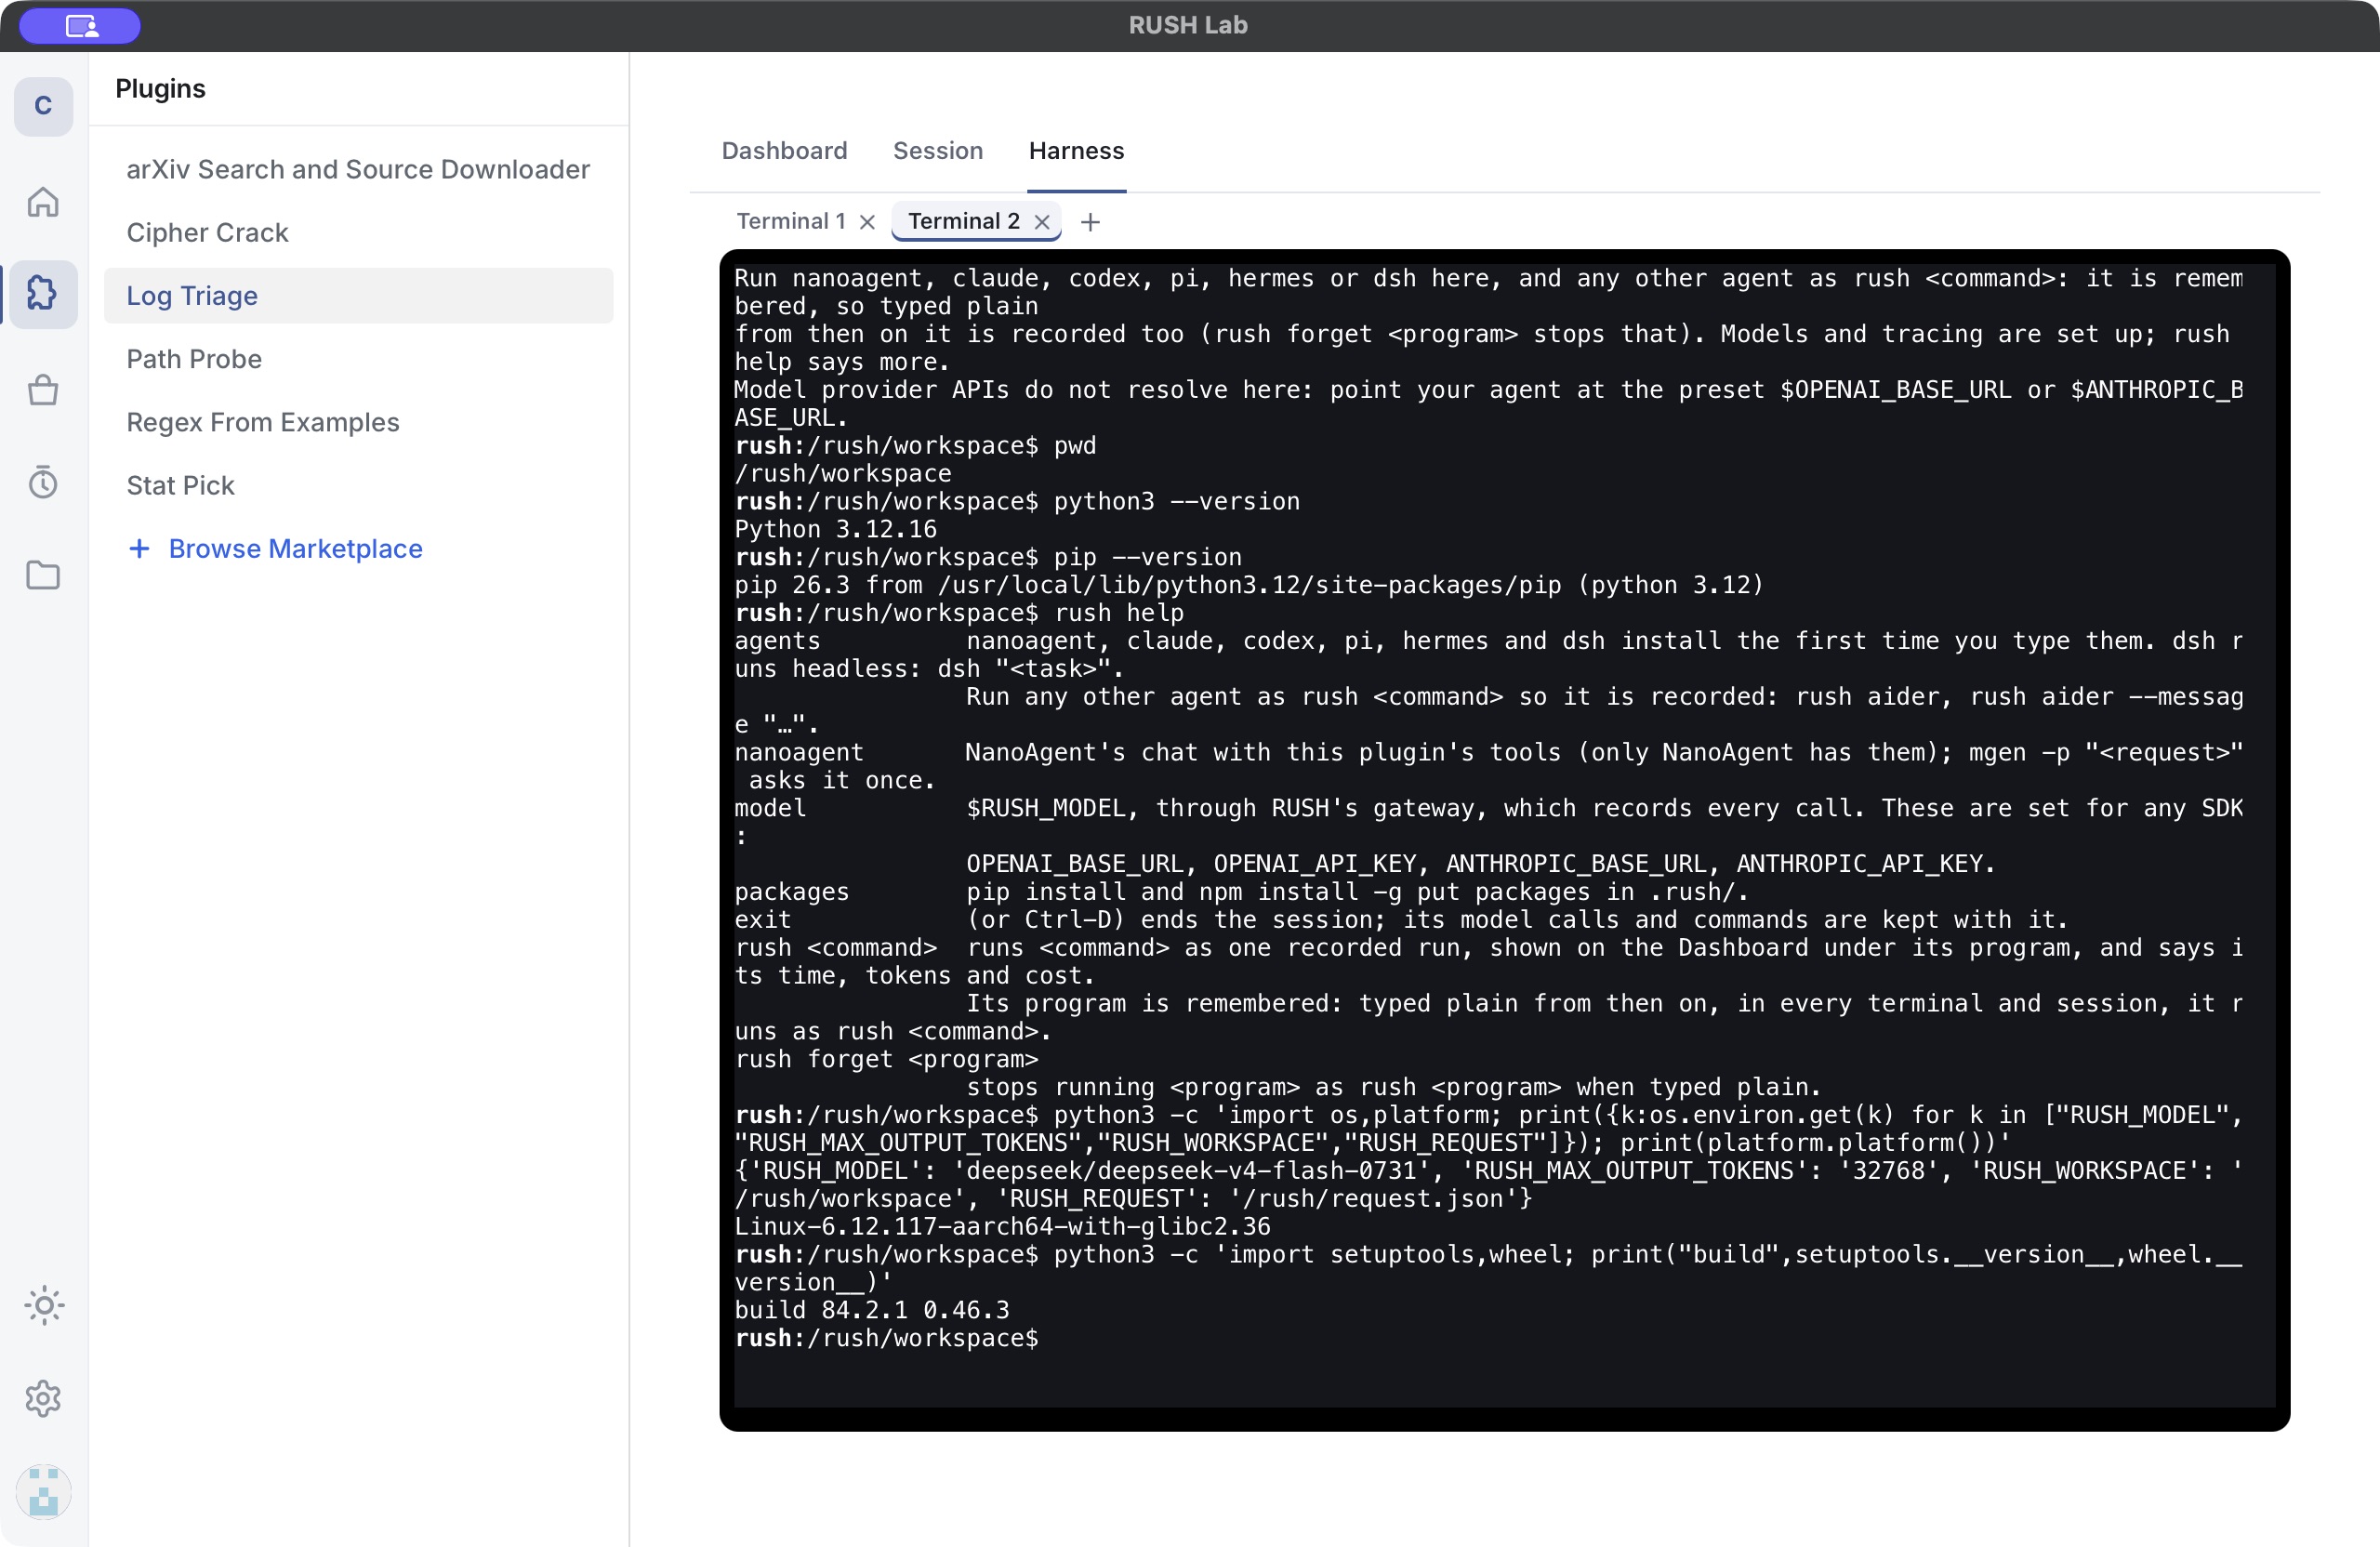 RUSH Lab
C
Plugins
arXiv Search and Source Downloader
Cipher Crack
Log Triage
Path Probe
Regex From Examples
Stat Pick
+ Browse Marketplace
Dashboard Session Harness
Terminal 1 × Terminal 2 × +
Run nanoagent, claude, codex, pi, hermes or dsh here, and any other agent as rush <command>: it is remem
bered, so typed plain
from then on it is recorded too (rush forget <program> stops that). Models and tracing are set up; rush
help says more.
Model provider APIs do not resolve here: point your agent at the preset $OPENAI_BASE_URL or $ANTHROPIC_B
ASE_URL.
rush:/rush/workspace$ pwd
/rush/workspace
rush:/rush/workspace$ python3 --version
Python 3.12.16
rush:/rush/workspace$ pip --version
pip 26.3 from /usr/local/lib/python3.12/site-packages/pip (python 3.12)
rush:/rush/workspace$ rush help
agents          nanoagent, claude, codex, pi, hermes and dsh install the first time you type them. dsh r
uns headless: dsh "<task>".
                Run any other agent as rush <command> so it is recorded: rush aider, rush aider --messag
e "…".
nanoagent       NanoAgent's chat with this plugin's tools (only NanoAgent has them); mgen -p "<request>"
 asks it once.
model           $RUSH_MODEL, through RUSH's gateway, which records every call. These are set for any SDK
:
                OPENAI_BASE_URL, OPENAI_API_KEY, ANTHROPIC_BASE_URL, ANTHROPIC_API_KEY.
packages        pip install and npm install -g put packages in .rush/.
exit            (or Ctrl-D) ends the session; its model calls and commands are kept with it.
rush <command>  runs <command> as one recorded run, shown on the Dashboard under its program, and says i
ts time, tokens and cost.
                Its program is remembered: typed plain from then on, in every terminal and session, it r
uns as rush <command>.
rush forget <program>
                stops running <program> as rush <program> when typed plain.
rush:/rush/workspace$ python3 -c 'import os,platform; print({k:os.environ.get(k) for k in ["RUSH_MODEL",
"RUSH_MAX_OUTPUT_TOKENS","RUSH_WORKSPACE","RUSH_REQUEST"]}); print(platform.platform())'
{'RUSH_MODEL': 'deepseek/deepseek-v4-flash-0731', 'RUSH_MAX_OUTPUT_TOKENS': '32768', 'RUSH_WORKSPACE': '
/rush/workspace', 'RUSH_REQUEST': '/rush/request.json'}
Linux-6.12.117-aarch64-with-glibc2.36
rush:/rush/workspace$ python3 -c 'import setuptools,wheel; print("build",setuptools.__version__,wheel.__
version__)'
build 84.2.1 0.46.3
rush:/rush/workspace$